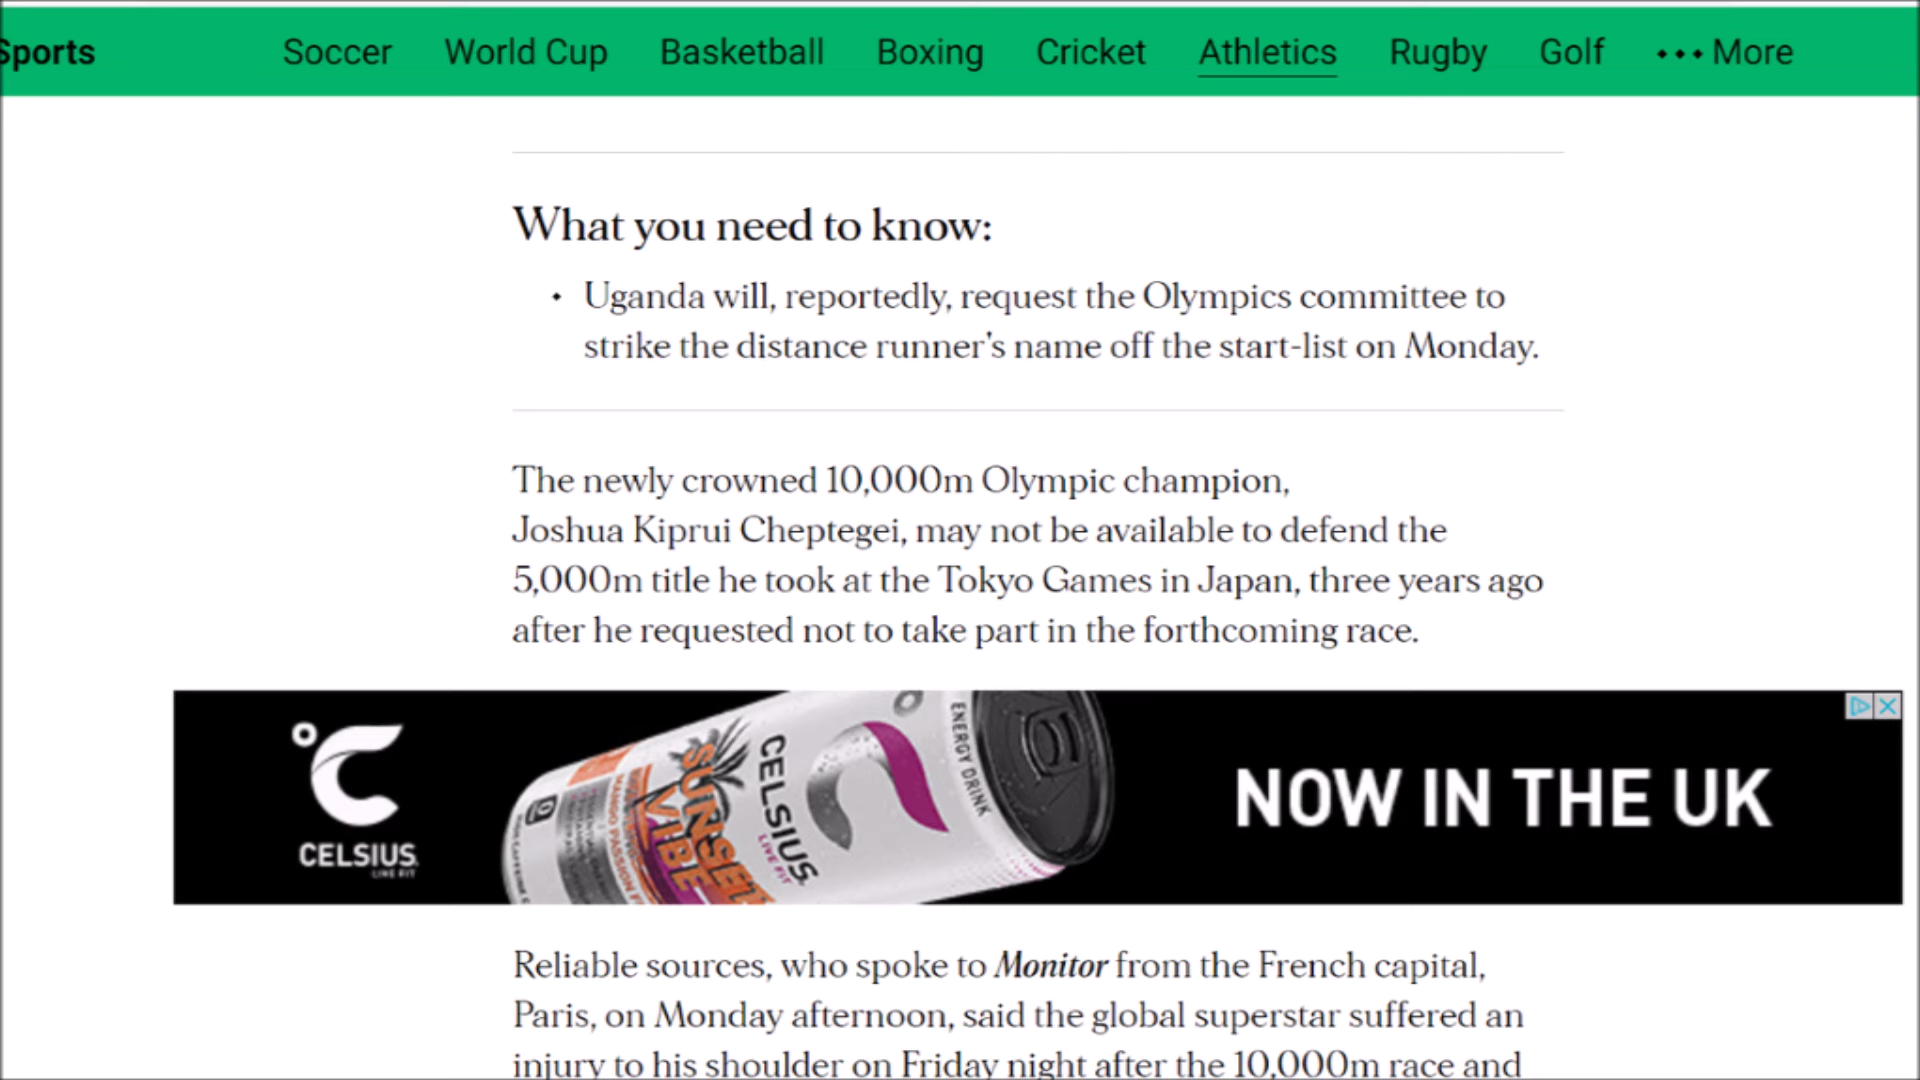 Sports Soccer World Cup Basketball Boxing Cricket Athletics Rugby Golf More
What you need to know:
Uganda will, reportedly, request the Olympics committee to
strike the distance runner's name off the start-list on Monday.
The newly crowned 10,000m Olympic champion,
Joshua Kiprui Cheptegei, may not be available to defend the
5,000m title he took at the Tokyo Games in Japan, three years ago
after he requested not to take part in the forthcoming race.
CELSIUS
LIVE FIT
SUNSET
VIBE
CELSIUS
LIVE FIT
ENERGY DRINK
NOW IN THE UK
Reliable sources, who spoke to Monitor from the French capital,
Paris, on Monday afternoon, said the global superstar suffered an
injury to his shoulder on Friday night after the 10,000m race and